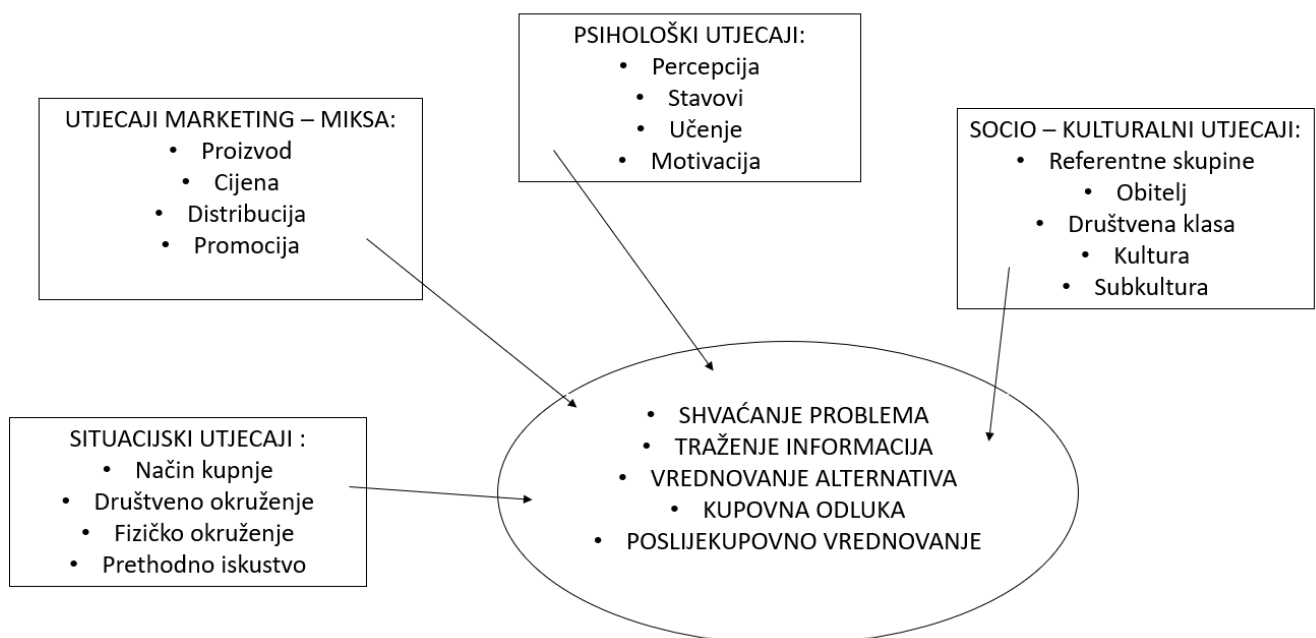 PSIHOLOŠKI UTJECAJI:
• Percepcija
• Stavovi
• Učenje
• Motivacija
UTJECAJI MARKETING – MIKSA:
• Proizvod
• Cijena
• Distribucija
• Promocija
SOCIO – KULTURALNI UTJECAJI:
• Referentne skupine
• Obitelj
• Društvena klasa
• Kultura
• Subkultura
SITUACIJSKI UTJECAJI :
• Način kupnje
• Društveno okruženje
• Fizičko okruženje
• Prethodno iskustvo
• SHVAĆANJE PROBLEMA
• TRAŽENJE INFORMACIJA
• VREDNOVANJE ALTERNATIVA
• KUPOVNA ODLUKA
• POSLIJEKUPOVNO VREDNOVANJE